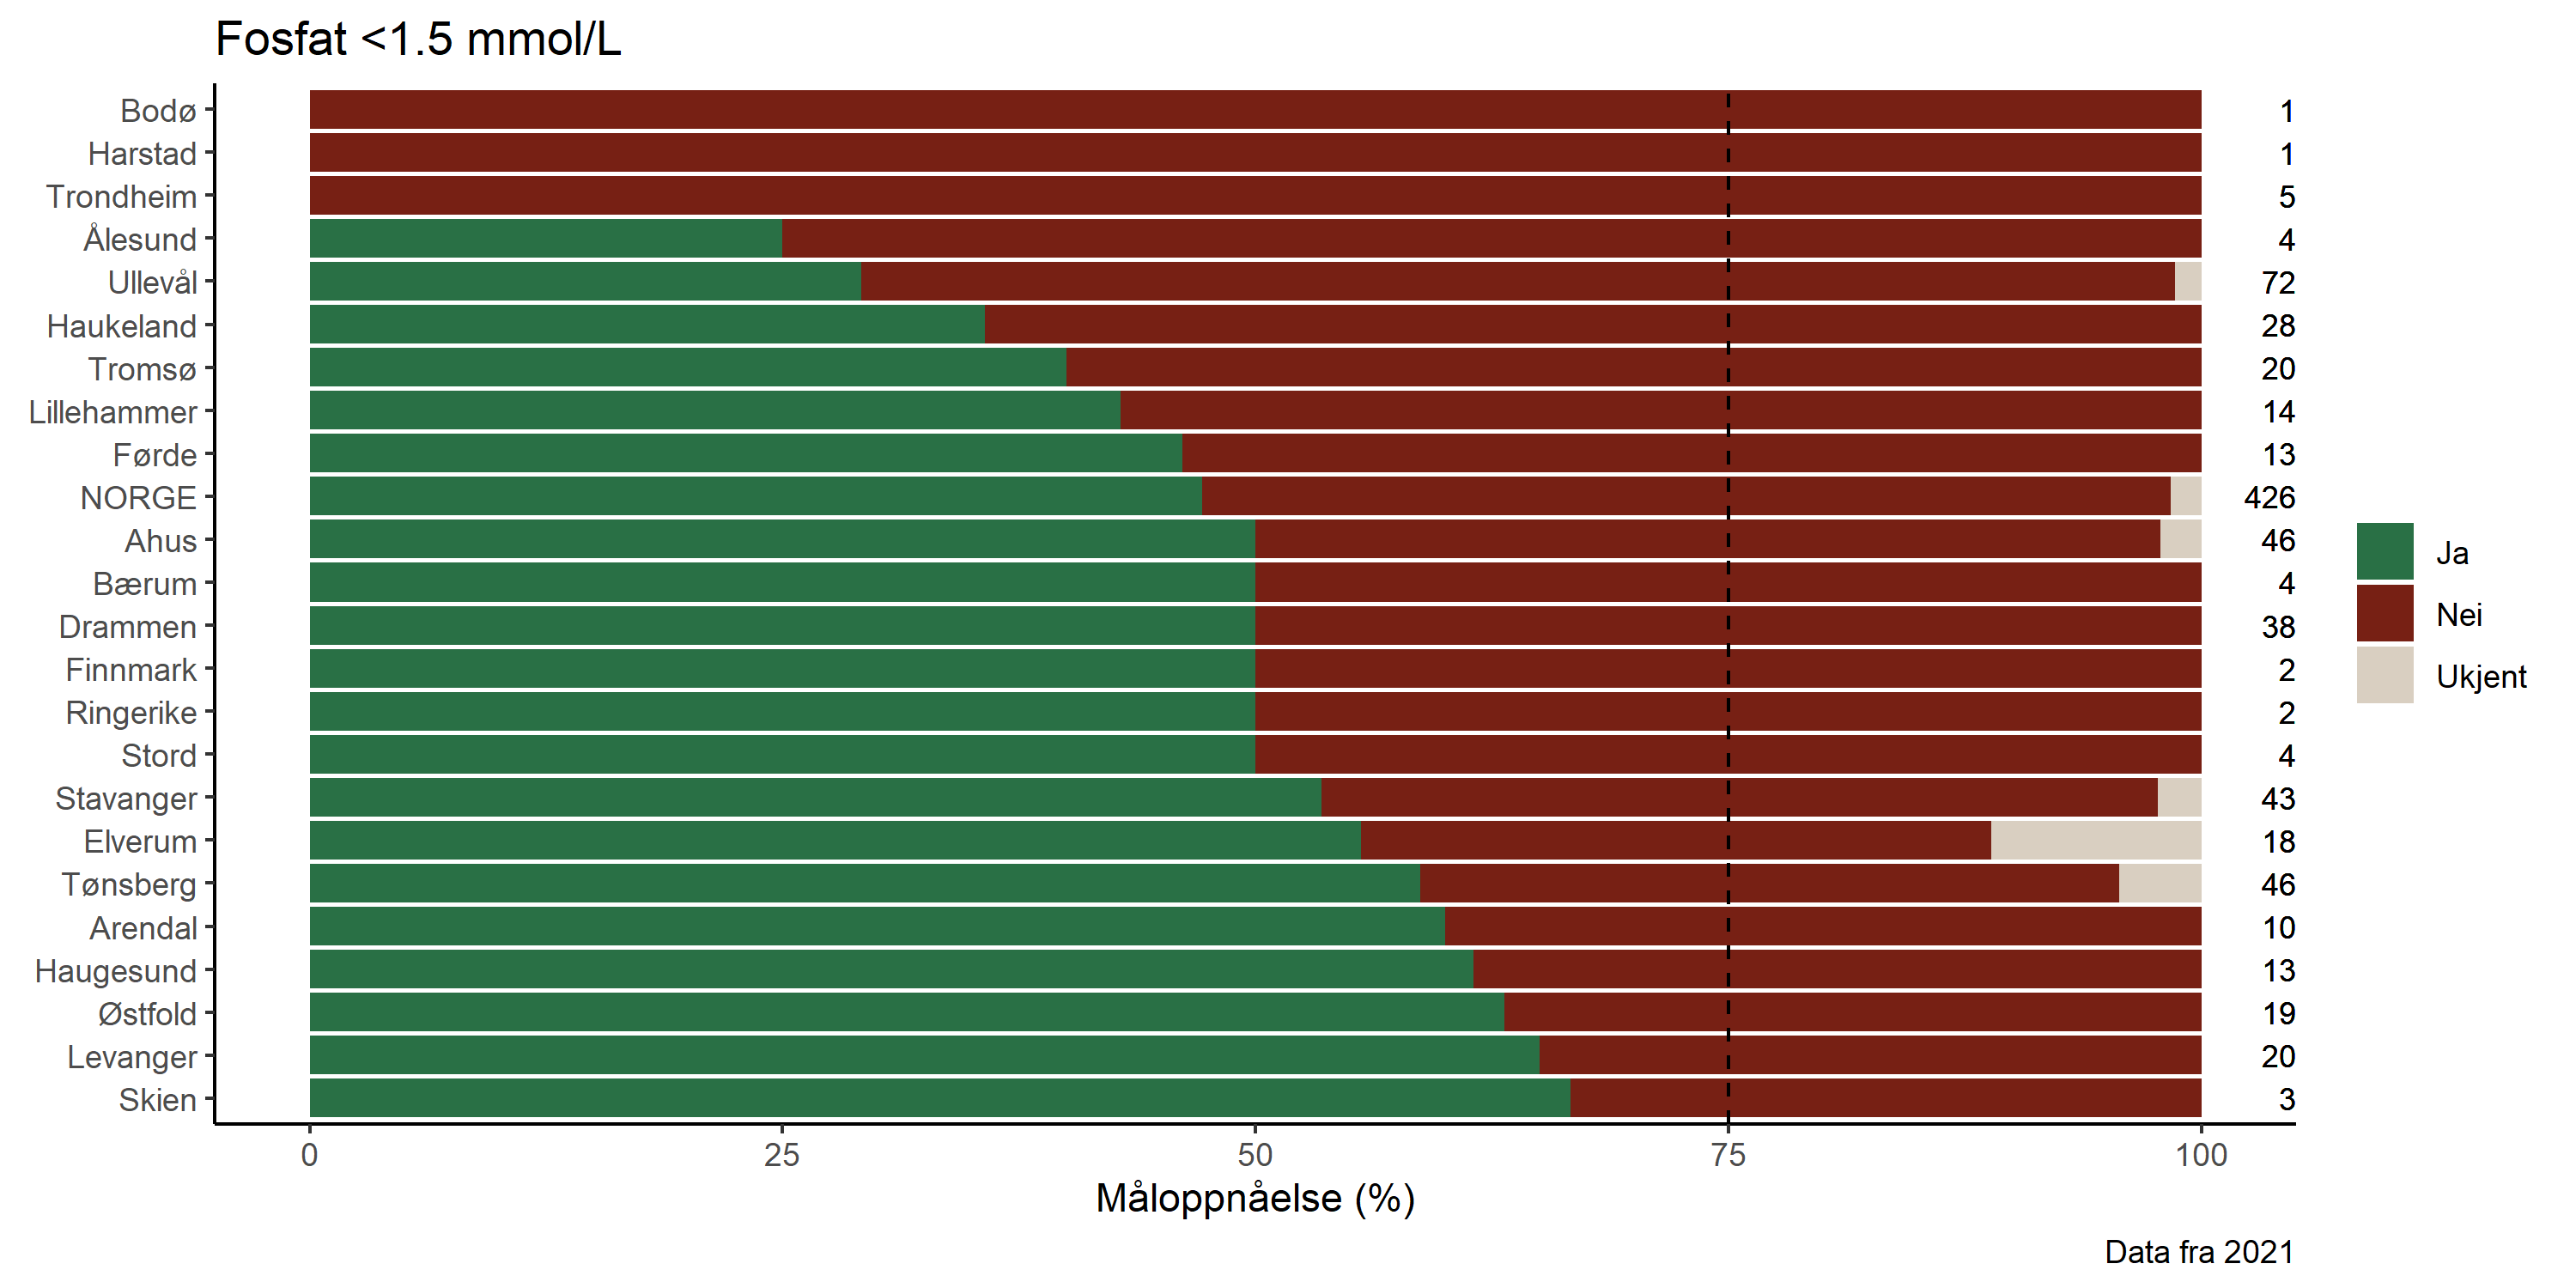 Fosfat <1.5 mmol/L
Bodø 1
Harstad 1
Trondheim 5
Ålesund 4
Ullevål 72
Haukeland 28
Tromsø 20
Lillehammer 14
Førde 13
NORGE 426
Ahus 46
Bærum 4
Drammen 38
Finnmark 2
Ringerike 2
Stord 4
Stavanger 43
Elverum 18
Tønsberg 46
Arendal 10
Haugesund 13
Østfold 19
Levanger 20
Skien 3
0 25 50 75 100
Måloppnåelse (%)
Ja
Nei
Ukjent
Data fra 2021